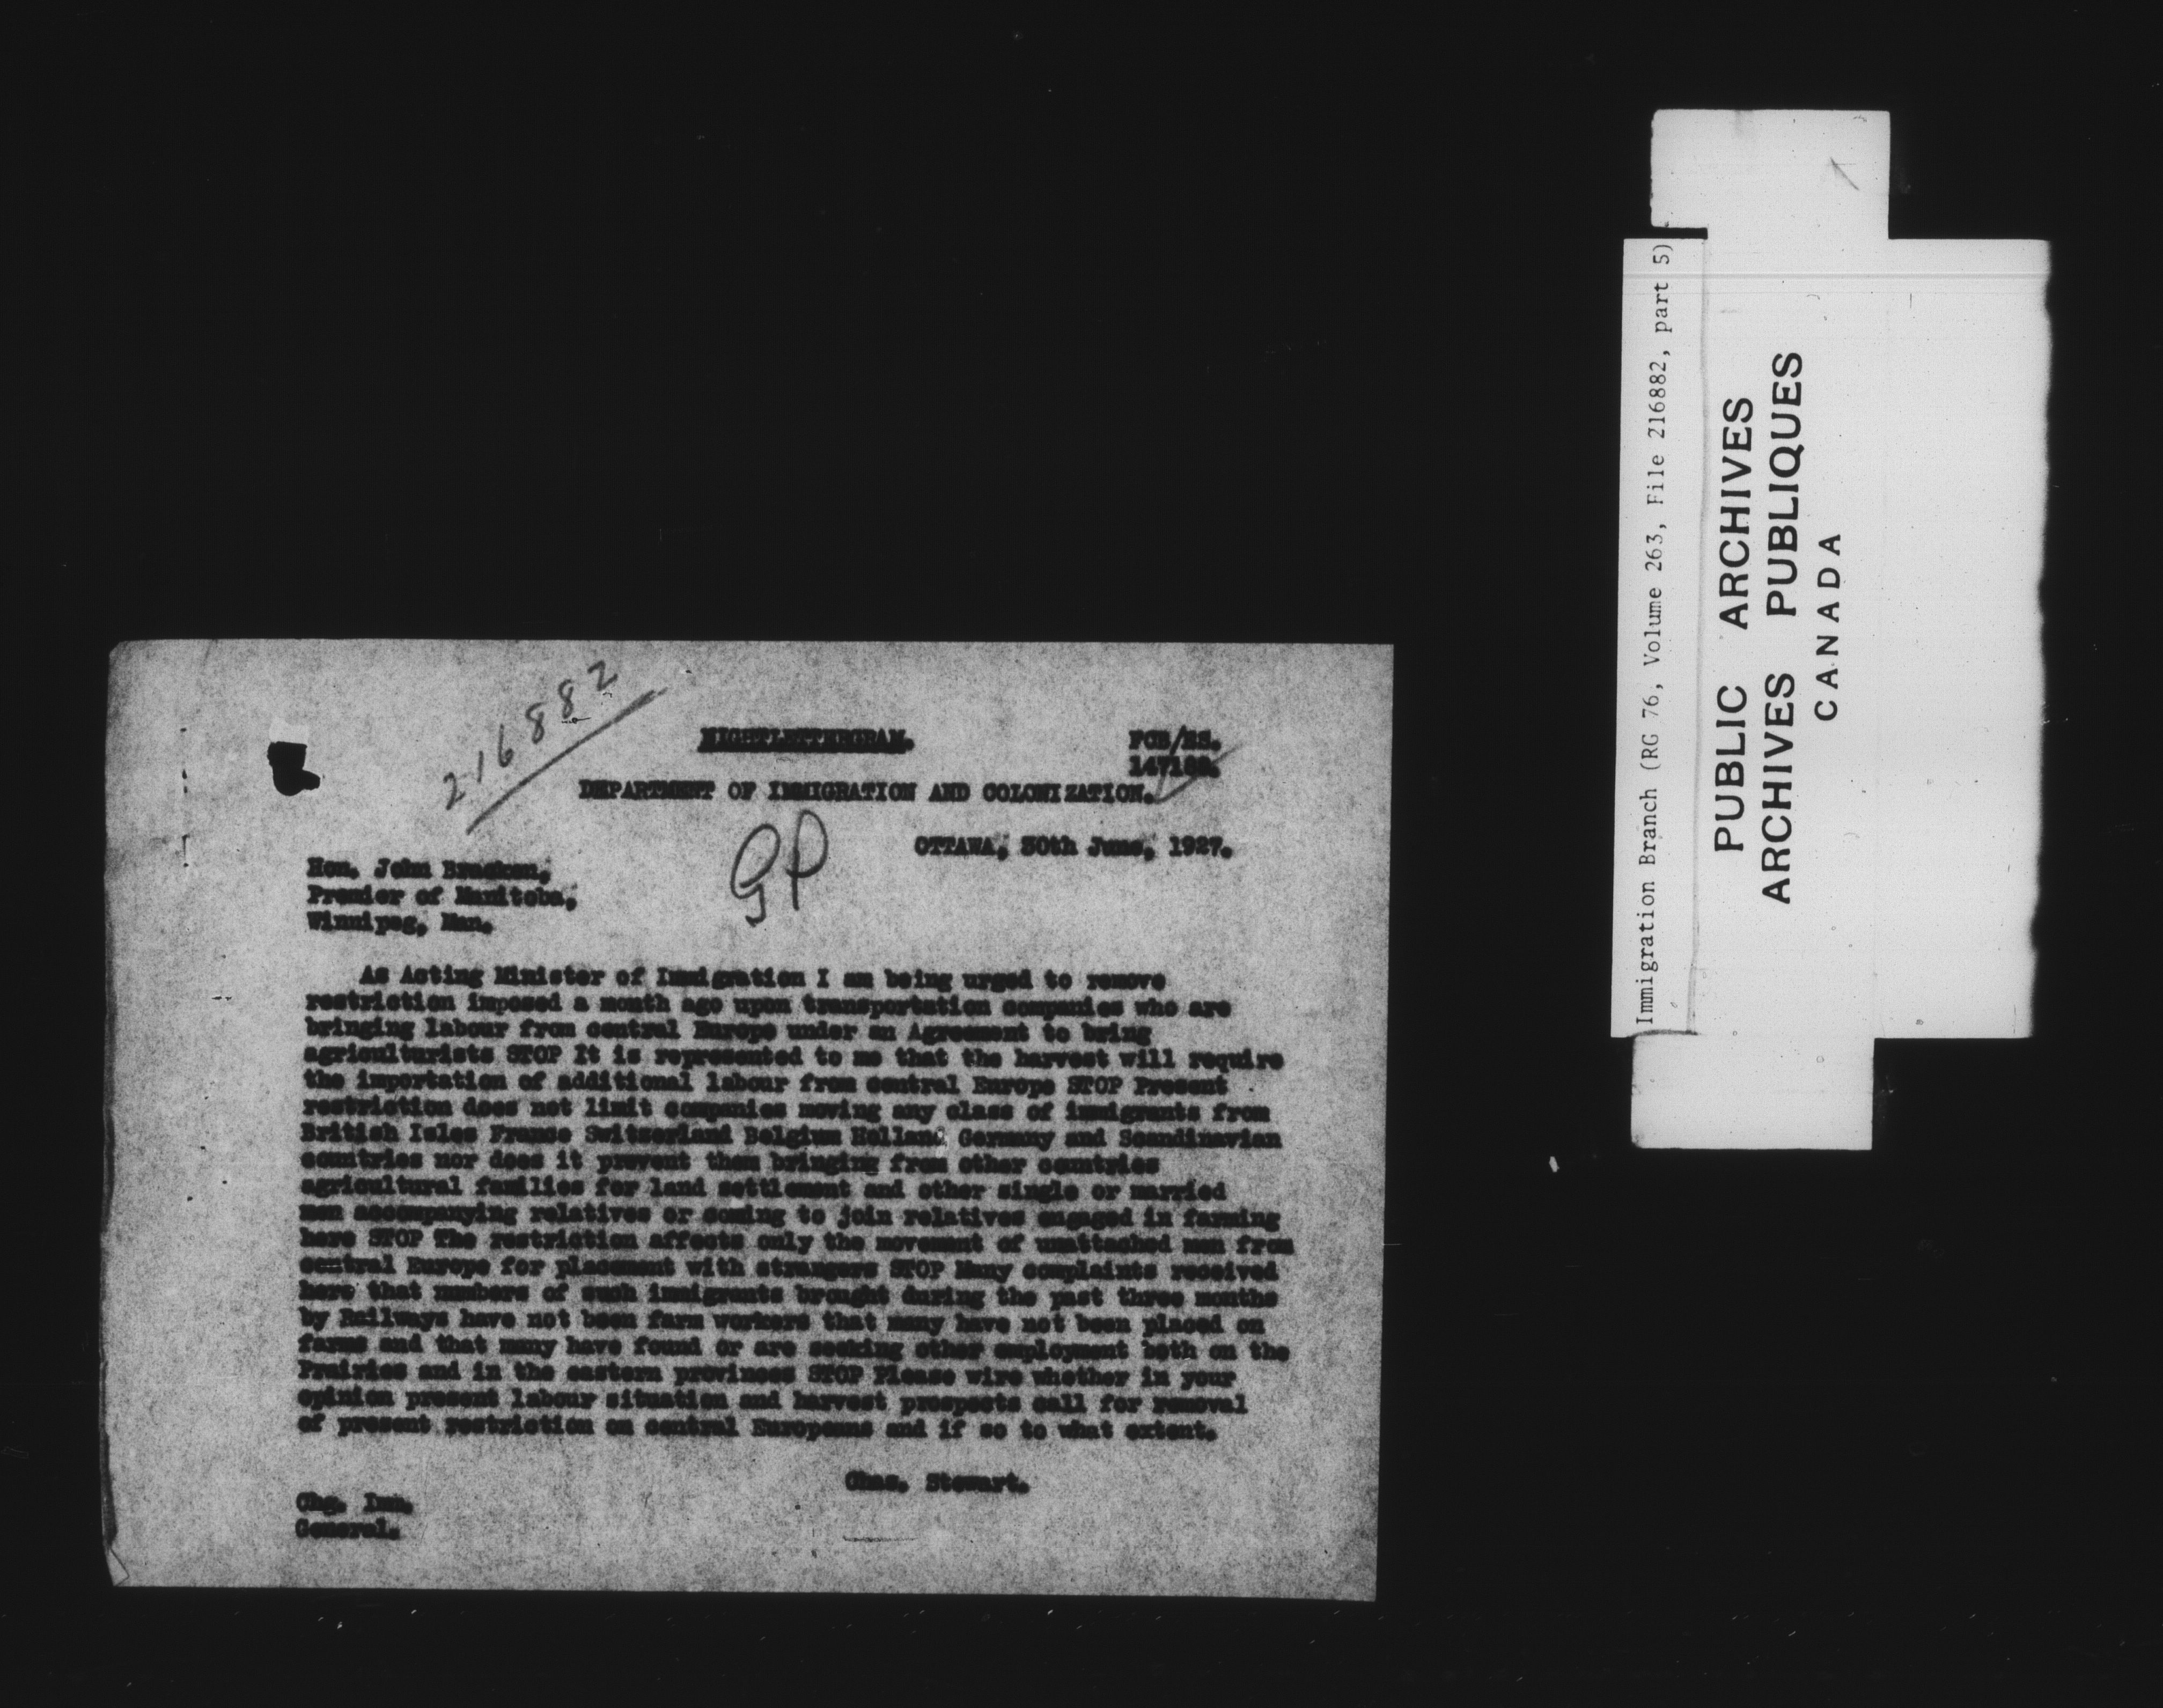 216882
NIGHTLETTERGRAM.
FCB/ES.
DEPARTMENT OF IMMIGRATION AND COLONIZATION.
OTTAWA, 30th June, 1927.
Hon. John Bracken,
Premier of Manitoba,
Winnipeg, Man.
As Acting Minister of Immigration I am being urged to remove
restriction imposed a month ago upon transportation companies who are
bringing labour from central Europe under an Agreement to bring
agriculturists STOP It is represented to me that the harvest will require
the importation of additional labour from central Europe STOP Present
restriction does not limit companies moving any class of immigrants from
British Isles France Switzerland Belgium Holland Germany and Scandinavian
countries nor does it prevent them bringing from other countries
agricultural families for land settlement and other single or married
men accompanying relatives or coming to join relatives engaged in farming
here STOP The restriction affects only the movement of unattached men from
central Europe for placement with strangers STOP Many complaints received
here that numbers of such immigrants brought during the past three months
by Railways have not been farm workers that many have not been placed on
farms and that many have found or are seeking other employment both on the
Prairies and in the eastern provinces STOP Please wire whether in your
opinion present labour situation and harvest prospects call for removal
of present restriction on central Europeans and if so to what extent.
Chas. Stewart.
Chg. Imm.
General.
Immigration Branch (RG 76, Volume 263, File 216882, part 5)
PUBLIC ARCHIVES
ARCHIVES PUBLIQUES
CANADA